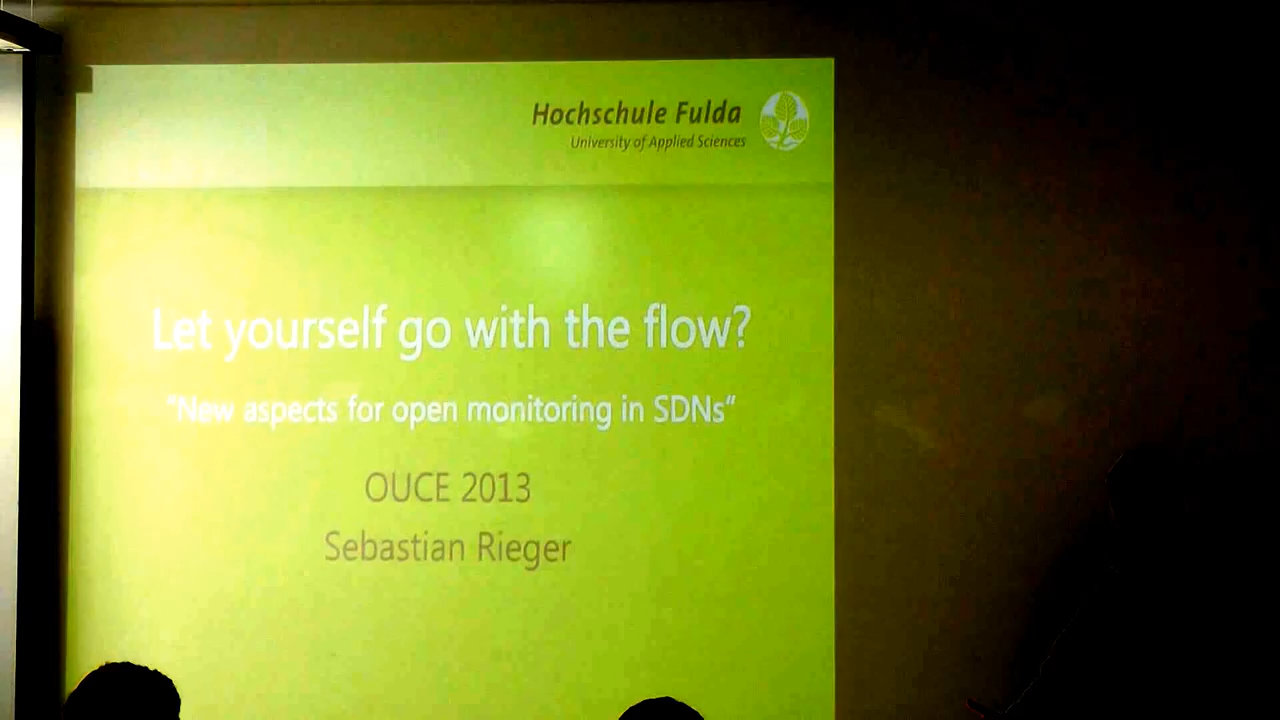 Hochschule Fulda
University of Applied Sciences
Let yourself go with the flow?
"New aspects for open monitoring in SDNs"
OUCE 2013
Sebastian Rieger